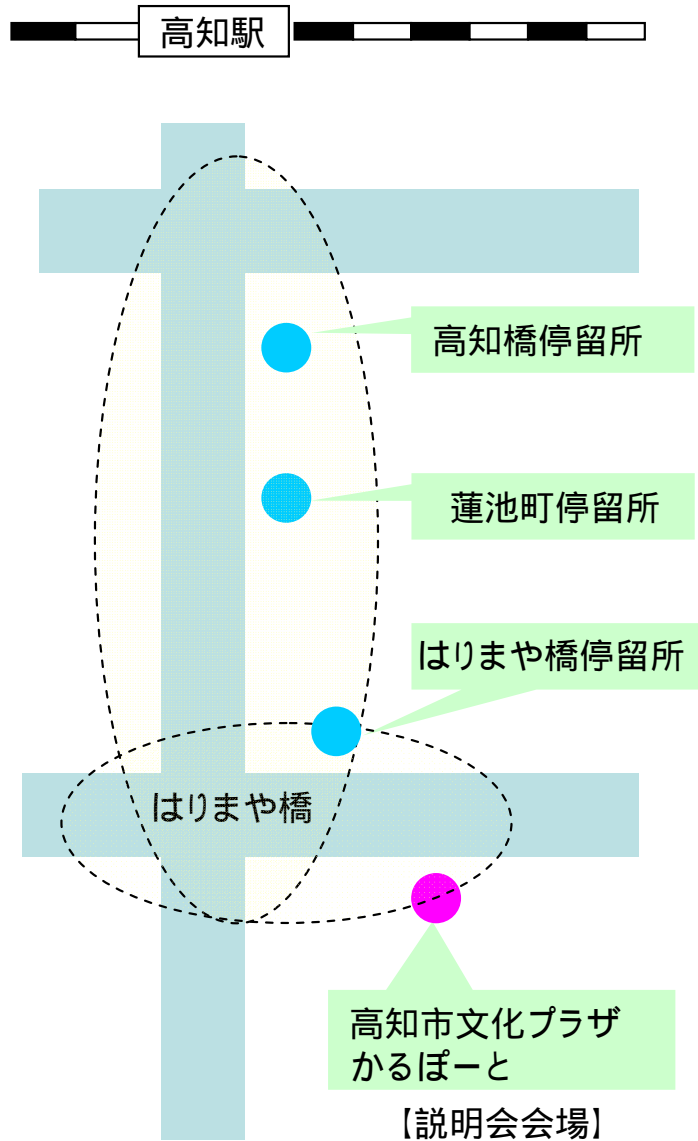 高知駅
高知橋停留所
蓮池町停留所
はりまや橋停留所
はりまや橋
高知市文化プラザ
かるぽーと
【説明会会場】